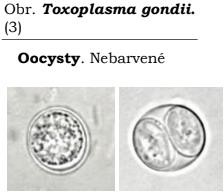 Obr. Toxoplasma gondii.
(3)
Oocysty. Nebarvené